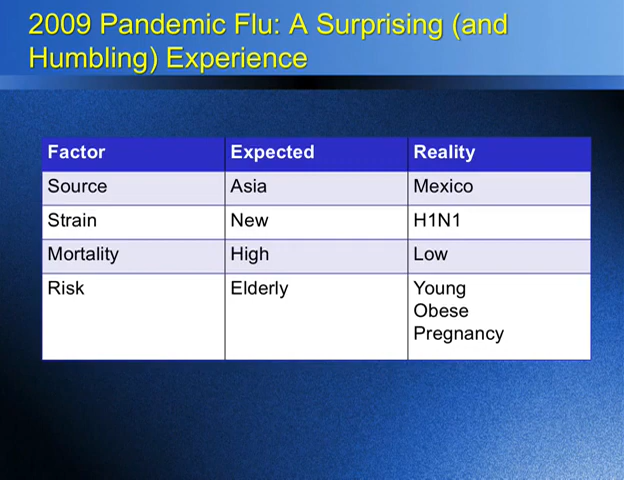 2009 Pandemic Flu: A Surprising (and
Humbling) Experience
Factor Expected Reality
Source Asia Mexico
Strain New H1N1
Mortality High Low
Risk Elderly Young
Obese
Pregnancy